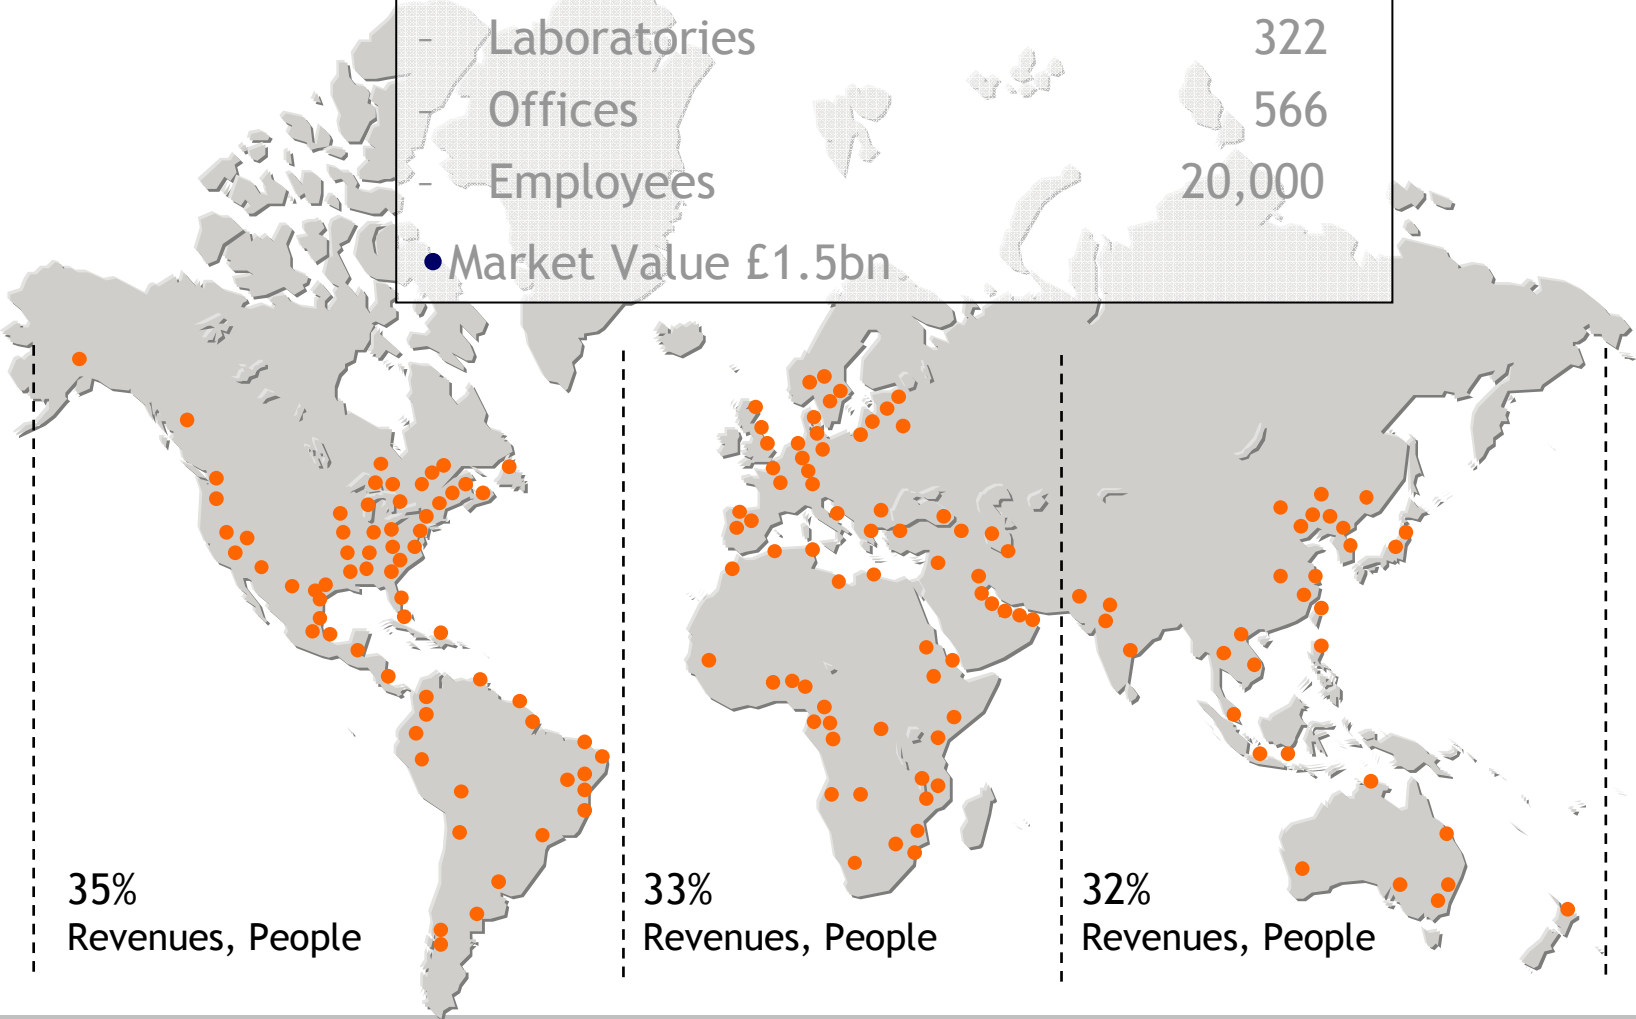 - Laboratories 322
- Offices 566
- Employees 20,000
• Market Value £1.5bn
35%
Revenues, People
33%
Revenues, People
32%
Revenues, People